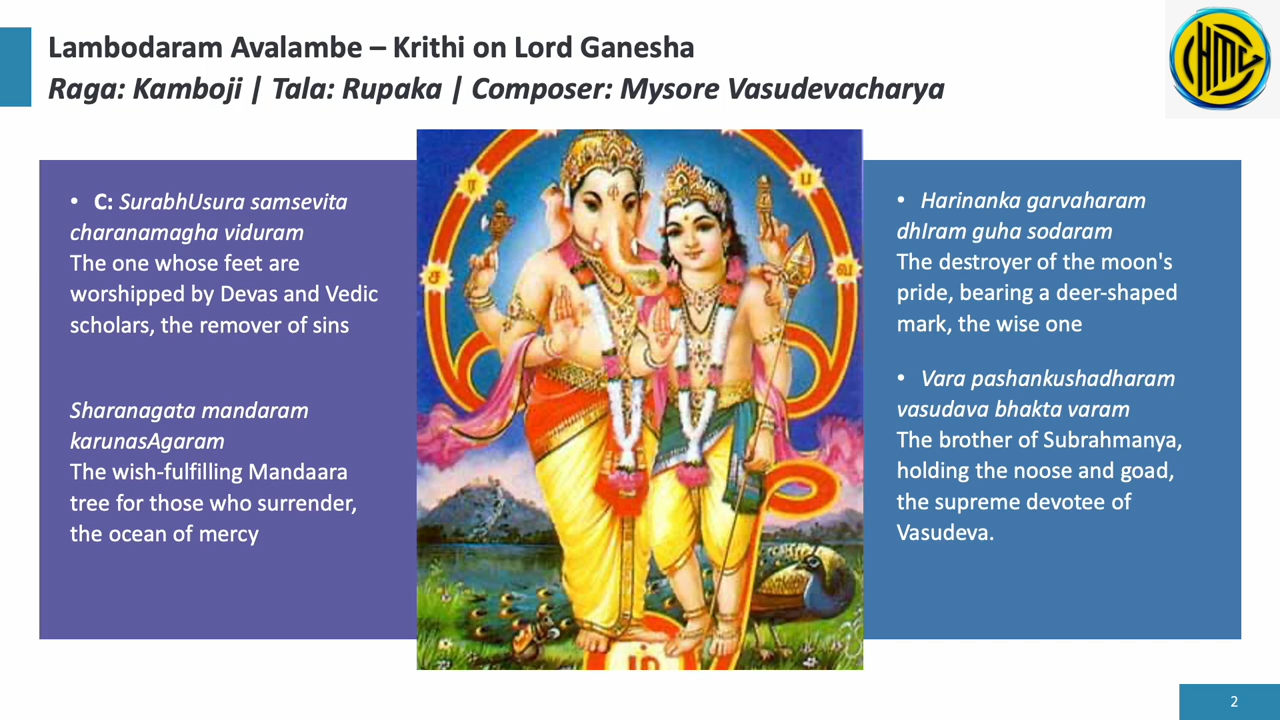 Lambodaram Avalambe – Krithi on Lord Ganesha
Raga: Kamboji | Tala: Rupaka | Composer: Mysore Vasudevacharya
CHMC
• C: SurabhUsura samsevita
charanamagha viduram
The one whose feet are
worshipped by Devas and Vedic
scholars, the remover of sins
Sharanagata mandaram
karunasAgaram
The wish-fulfilling Mandaara
tree for those who surrender,
the ocean of mercy
ர
ப
ச
வ
ம்
• Harinanka garvaharam
dhIram guha sodaram
The destroyer of the moon's
pride, bearing a deer-shaped
mark, the wise one
• Vara pashankushadharam
vasudava bhakta varam
The brother of Subrahmanya,
holding the noose and goad,
the supreme devotee of
Vasudeva.
2